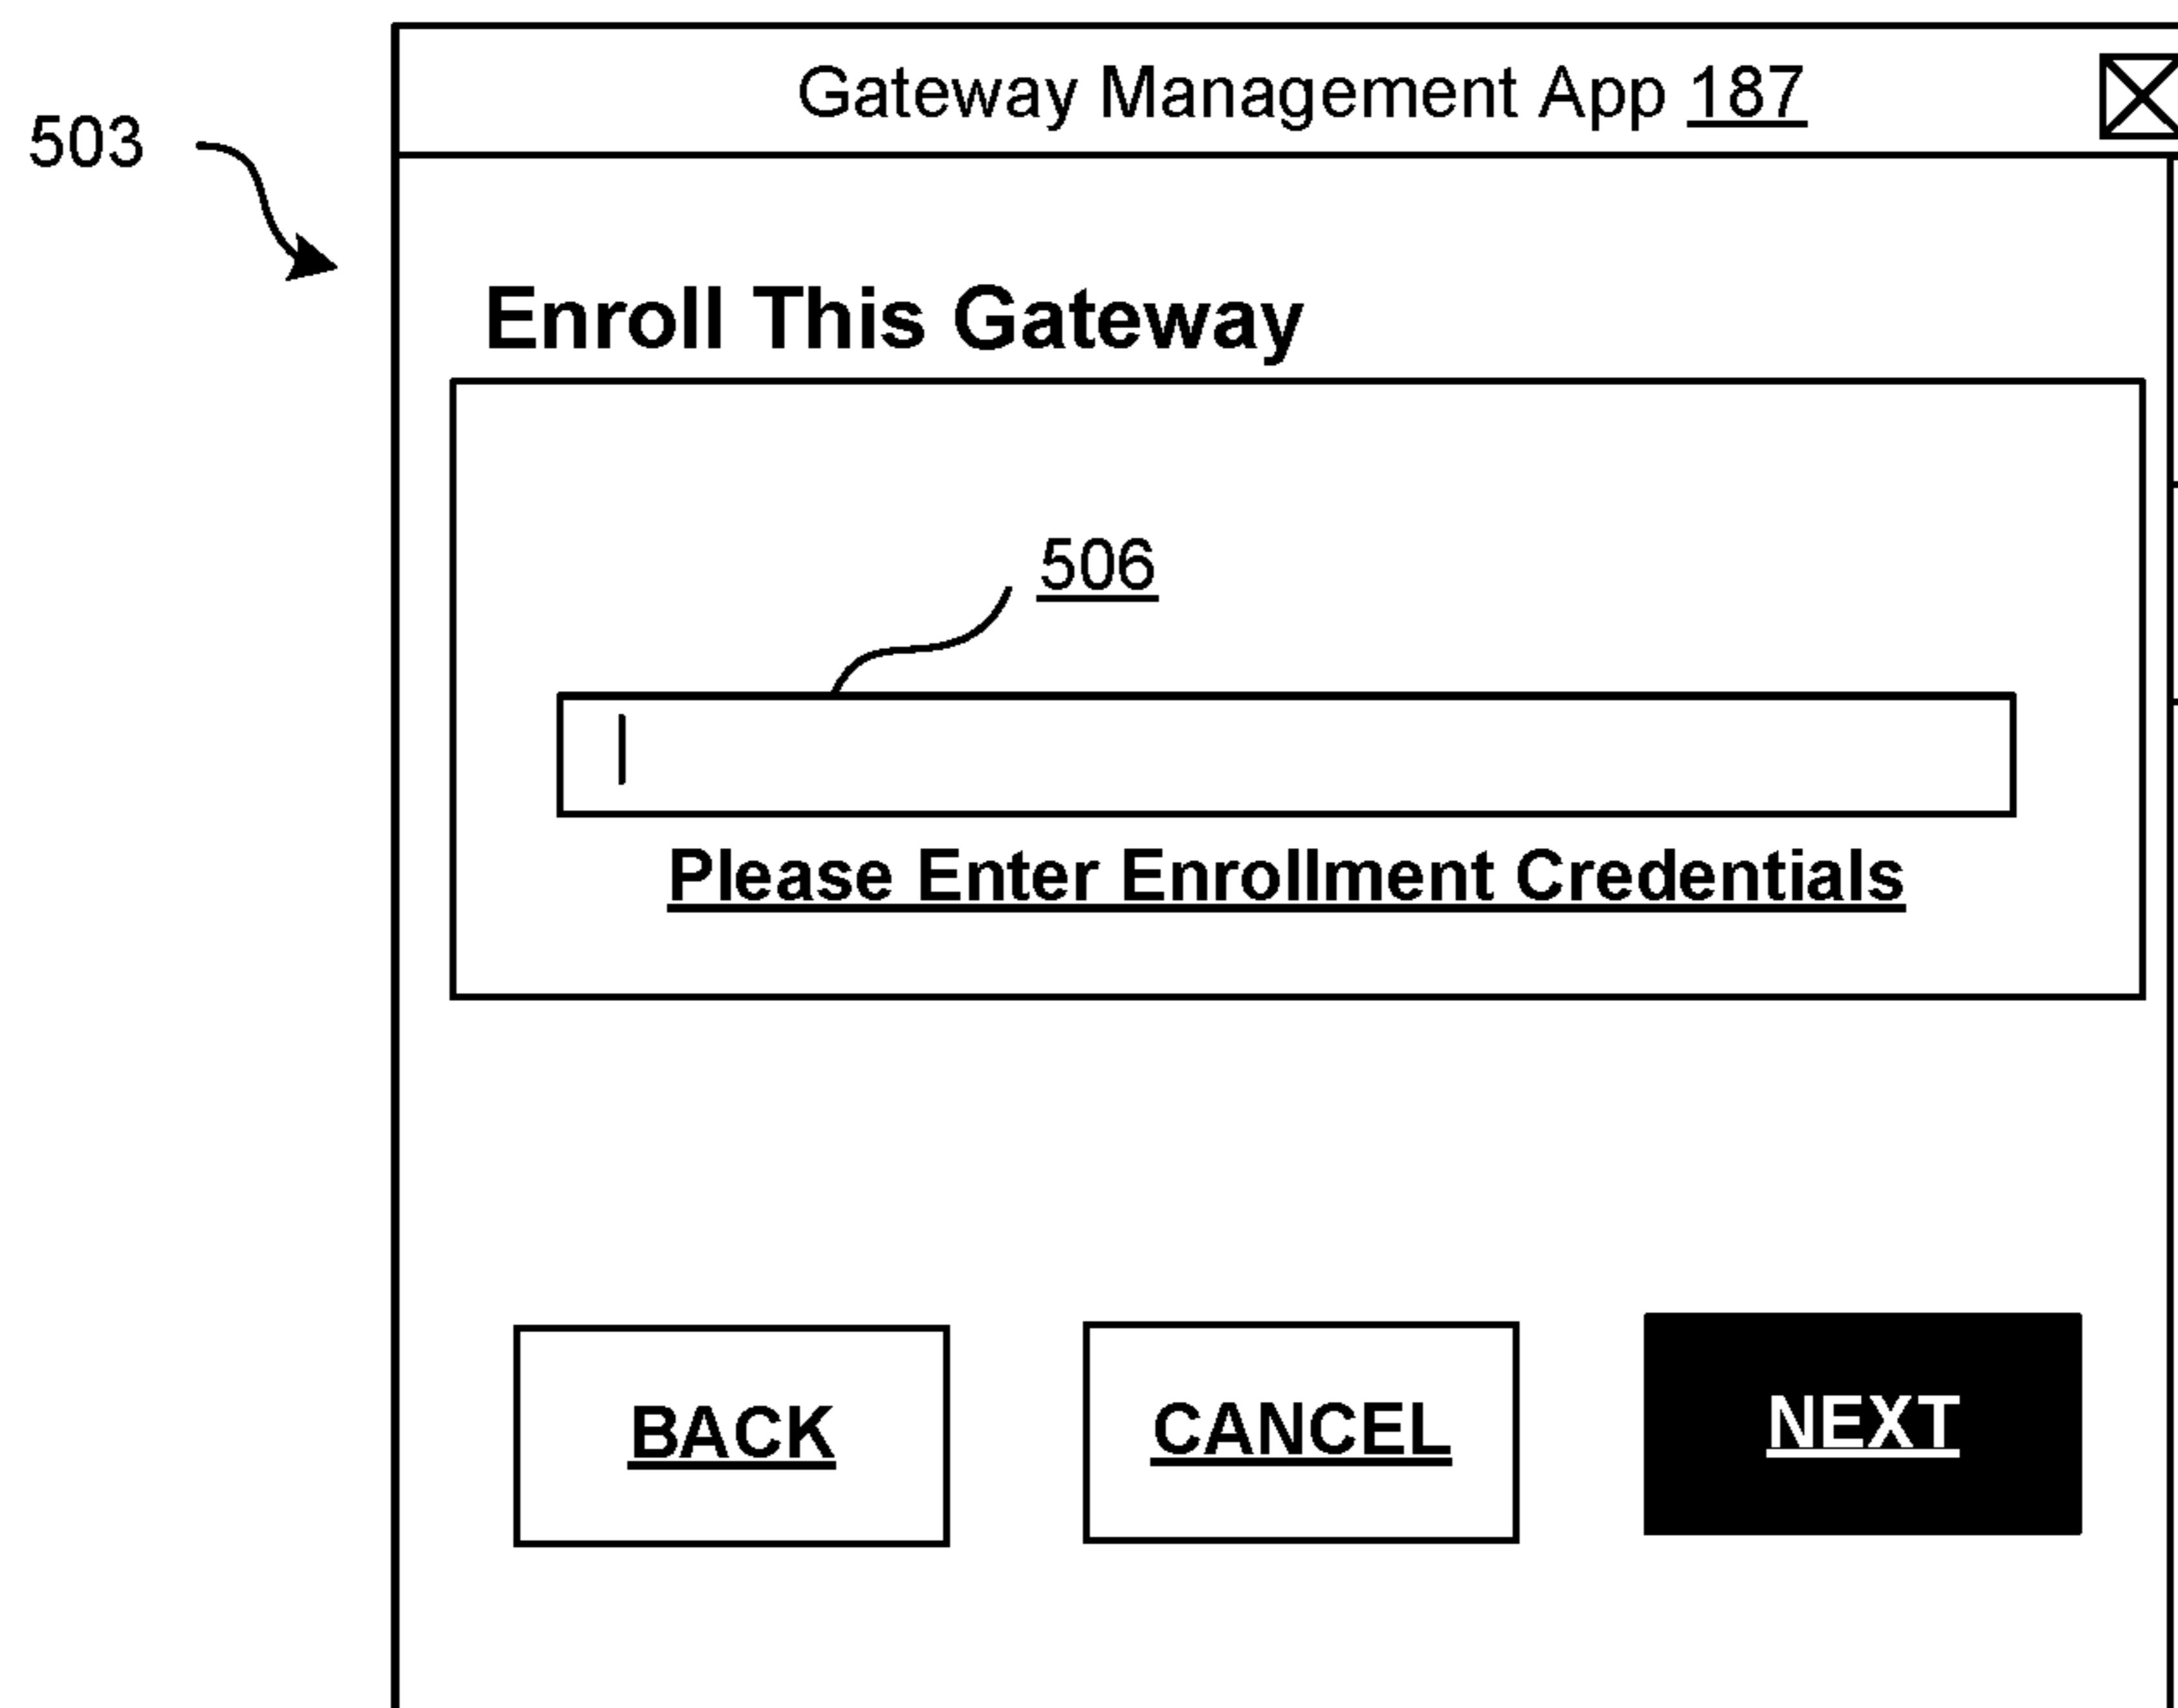 Gateway Management App 187
503
Enroll This Gateway
506
Please Enter Enrollment Credentials
BACK
CANCEL
NEXT